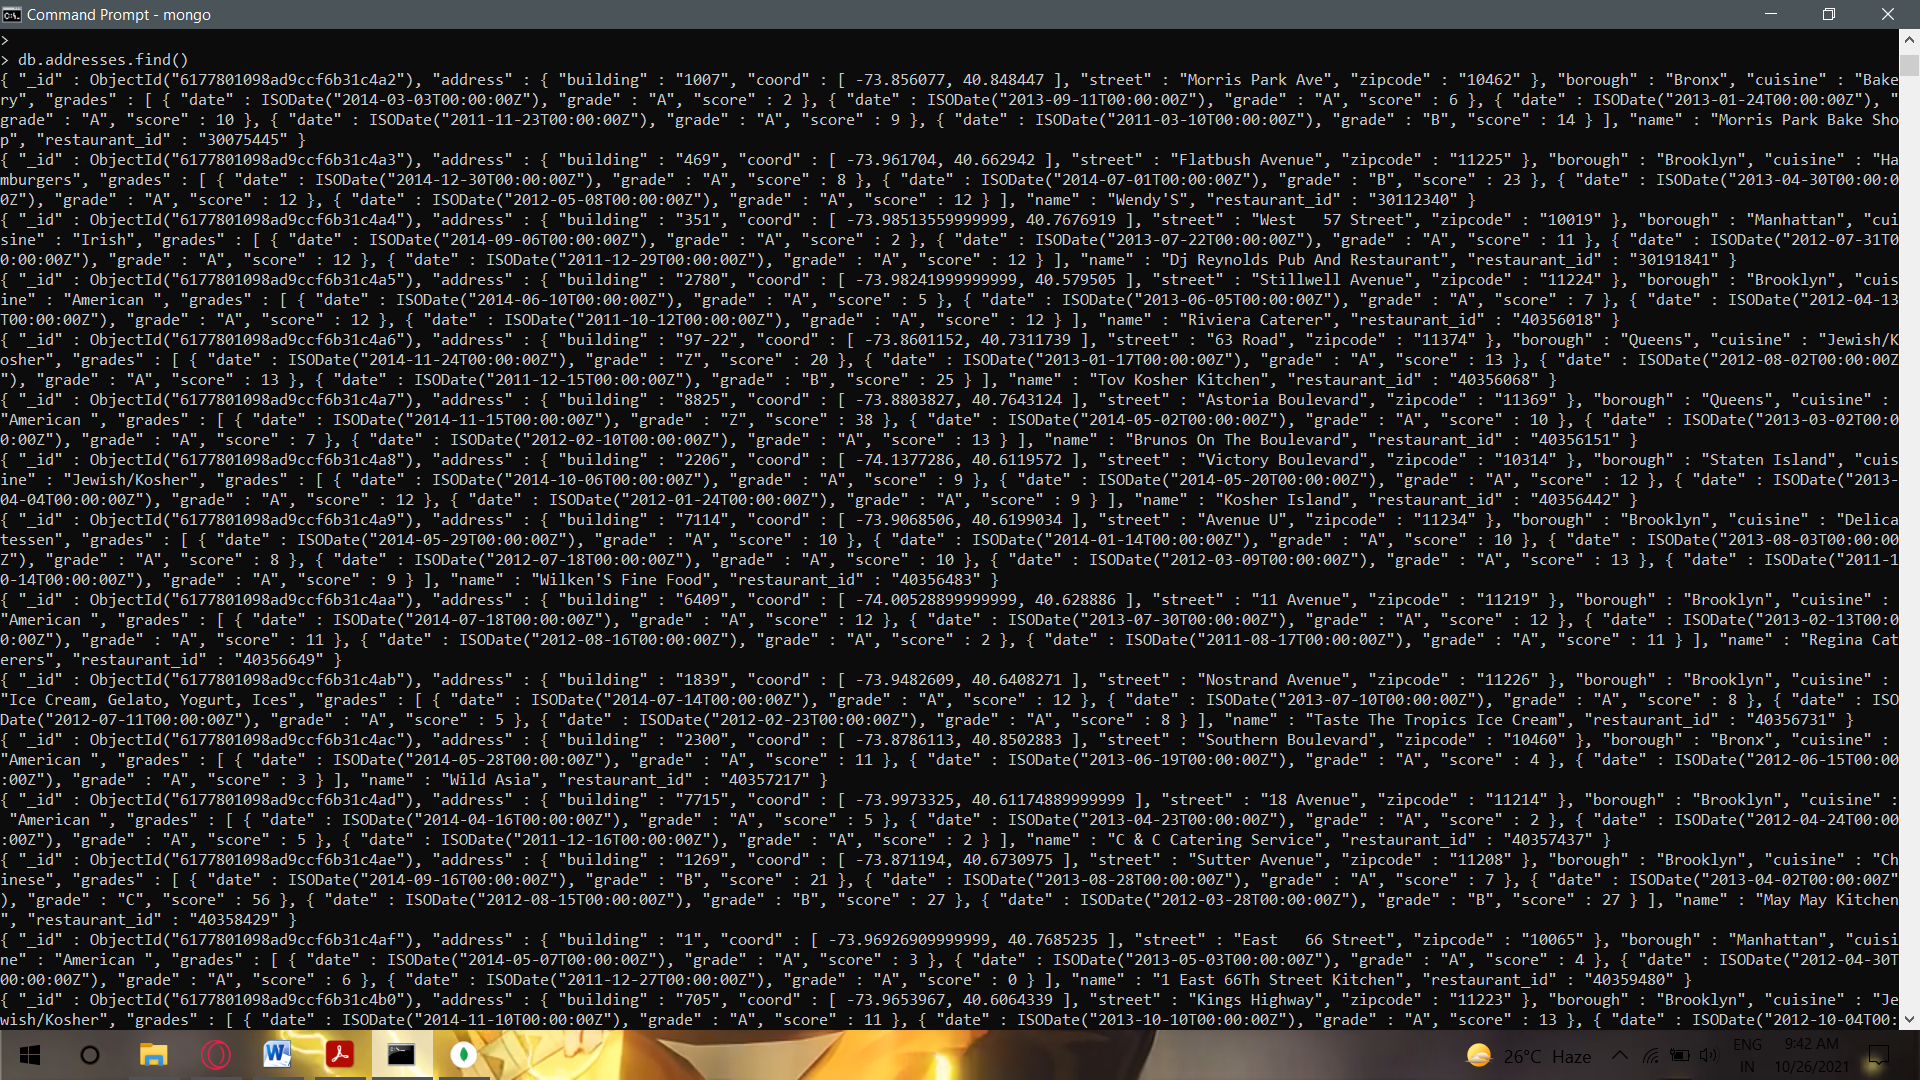 Command Prompt - mongo
>
> db.addresses.find()
{ "_id" : ObjectId("6177801098ad9ccf6b31c4a2"), "address" : { "building" : "1007", "coord" : [ -73.856077, 40.848447 ], "street" : "Morris Park Ave", "zipcode" : "10462" }, "borough" : "Bronx", "cuisine" : "Bake
ry", "grades" : [ { "date" : ISODate("2014-03-03T00:00:00Z"), "grade" : "A", "score" : 2 }, { "date" : ISODate("2013-09-11T00:00:00Z"), "grade" : "A", "score" : 6 }, { "date" : ISODate("2013-01-24T00:00:00Z"), "
grade" : "A", "score" : 10 }, { "date" : ISODate("2011-11-23T00:00:00Z"), "grade" : "A", "score" : 9 }, { "date" : ISODate("2011-03-10T00:00:00Z"), "grade" : "B", "score" : 14 } ], "name" : "Morris Park Bake Sho
p", "restaurant_id" : "30075445" }
{ "_id" : ObjectId("6177801098ad9ccf6b31c4a3"), "address" : { "building" : "469", "coord" : [ -73.961704, 40.662942 ], "street" : "Flatbush Avenue", "zipcode" : "11225" }, "borough" : "Brooklyn", "cuisine" : "Ha
mburgers", "grades" : [ { "date" : ISODate("2014-12-30T00:00:00Z"), "grade" : "A", "score" : 8 }, { "date" : ISODate("2014-07-01T00:00:00Z"), "grade" : "B", "score" : 23 }, { "date" : ISODate("2013-04-30T00:00:0
0Z"), "grade" : "A", "score" : 12 }, { "date" : ISODate("2012-05-08T00:00:00Z"), "grade" : "A", "score" : 12 } ], "name" : "Wendy'S", "restaurant_id" : "30112340" }
{ "_id" : ObjectId("6177801098ad9ccf6b31c4a4"), "address" : { "building" : "351", "coord" : [ -73.98513559999999, 40.7676919 ], "street" : "West   57 Street", "zipcode" : "10019" }, "borough" : "Manhattan", "cui
sine" : "Irish", "grades" : [ { "date" : ISODate("2014-09-06T00:00:00Z"), "grade" : "A", "score" : 2 }, { "date" : ISODate("2013-07-22T00:00:00Z"), "grade" : "A", "score" : 11 }, { "date" : ISODate("2012-07-31T0
0:00:00Z"), "grade" : "A", "score" : 12 }, { "date" : ISODate("2011-12-29T00:00:00Z"), "grade" : "A", "score" : 12 } ], "name" : "Dj Reynolds Pub And Restaurant", "restaurant_id" : "30191841" }
{ "_id" : ObjectId("6177801098ad9ccf6b31c4a5"), "address" : { "building" : "2780", "coord" : [ -73.98241999999999, 40.579505 ], "street" : "Stillwell Avenue", "zipcode" : "11224" }, "borough" : "Brooklyn", "cuis
ine" : "American ", "grades" : [ { "date" : ISODate("2014-06-10T00:00:00Z"), "grade" : "A", "score" : 5 }, { "date" : ISODate("2013-06-05T00:00:00Z"), "grade" : "A", "score" : 7 }, { "date" : ISODate("2012-04-13
T00:00:00Z"), "grade" : "A", "score" : 12 }, { "date" : ISODate("2011-10-12T00:00:00Z"), "grade" : "A", "score" : 12 } ], "name" : "Riviera Caterer", "restaurant_id" : "40356018" }
{ "_id" : ObjectId("6177801098ad9ccf6b31c4a6"), "address" : { "building" : "97-22", "coord" : [ -73.8601152, 40.7311739 ], "street" : "63 Road", "zipcode" : "11374" }, "borough" : "Queens", "cuisine" : "Jewish/K
osher", "grades" : [ { "date" : ISODate("2014-11-24T00:00:00Z"), "grade" : "Z", "score" : 20 }, { "date" : ISODate("2013-01-17T00:00:00Z"), "grade" : "A", "score" : 13 }, { "date" : ISODate("2012-08-02T00:00:00Z
"), "grade" : "A", "score" : 13 }, { "date" : ISODate("2011-12-15T00:00:00Z"), "grade" : "B", "score" : 25 } ], "name" : "Tov Kosher Kitchen", "restaurant_id" : "40356068" }
{ "_id" : ObjectId("6177801098ad9ccf6b31c4a7"), "address" : { "building" : "8825", "coord" : [ -73.8803827, 40.7643124 ], "street" : "Astoria Boulevard", "zipcode" : "11369" }, "borough" : "Queens", "cuisine" :
"American ", "grades" : [ { "date" : ISODate("2014-11-15T00:00:00Z"), "grade" : "Z", "score" : 38 }, { "date" : ISODate("2014-05-02T00:00:00Z"), "grade" : "A", "score" : 10 }, { "date" : ISODate("2013-03-02T00:0
0:00Z"), "grade" : "A", "score" : 7 }, { "date" : ISODate("2012-02-10T00:00:00Z"), "grade" : "A", "score" : 13 } ], "name" : "Brunos On The Boulevard", "restaurant_id" : "40356151" }
{ "_id" : ObjectId("6177801098ad9ccf6b31c4a8"), "address" : { "building" : "2206", "coord" : [ -74.1377286, 40.6119572 ], "street" : "Victory Boulevard", "zipcode" : "10314" }, "borough" : "Staten Island", "cuis
ine" : "Jewish/Kosher", "grades" : [ { "date" : ISODate("2014-10-06T00:00:00Z"), "grade" : "A", "score" : 9 }, { "date" : ISODate("2014-05-20T00:00:00Z"), "grade" : "A", "score" : 12 }, { "date" : ISODate("2013-
04-04T00:00:00Z"), "grade" : "A", "score" : 12 }, { "date" : ISODate("2012-01-24T00:00:00Z"), "grade" : "A", "score" : 9 } ], "name" : "Kosher Island", "restaurant_id" : "40356442" }
{ "_id" : ObjectId("6177801098ad9ccf6b31c4a9"), "address" : { "building" : "7114", "coord" : [ -73.9068506, 40.6199034 ], "street" : "Avenue U", "zipcode" : "11234" }, "borough" : "Brooklyn", "cuisine" : "Delica
tessen", "grades" : [ { "date" : ISODate("2014-05-29T00:00:00Z"), "grade" : "A", "score" : 10 }, { "date" : ISODate("2014-01-14T00:00:00Z"), "grade" : "A", "score" : 10 }, { "date" : ISODate("2013-08-03T00:00:00
Z"), "grade" : "A", "score" : 8 }, { "date" : ISODate("2012-07-18T00:00:00Z"), "grade" : "A", "score" : 10 }, { "date" : ISODate("2012-03-09T00:00:00Z"), "grade" : "A", "score" : 13 }, { "date" : ISODate("2011-1
0-14T00:00:00Z"), "grade" : "A", "score" : 9 } ], "name" : "Wilken'S Fine Food", "restaurant_id" : "40356483" }
{ "_id" : ObjectId("6177801098ad9ccf6b31c4aa"), "address" : { "building" : "6409", "coord" : [ -74.00528899999999, 40.628886 ], "street" : "11 Avenue", "zipcode" : "11219" }, "borough" : "Brooklyn", "cuisine" :
"American ", "grades" : [ { "date" : ISODate("2014-07-18T00:00:00Z"), "grade" : "A", "score" : 12 }, { "date" : ISODate("2013-07-30T00:00:00Z"), "grade" : "A", "score" : 12 }, { "date" : ISODate("2013-02-13T00:0
0:00Z"), "grade" : "A", "score" : 11 }, { "date" : ISODate("2012-08-16T00:00:00Z"), "grade" : "A", "score" : 2 }, { "date" : ISODate("2011-08-17T00:00:00Z"), "grade" : "A", "score" : 11 } ], "name" : "Regina Cat
erers", "restaurant_id" : "40356649" }
{ "_id" : ObjectId("6177801098ad9ccf6b31c4ab"), "address" : { "building" : "1839", "coord" : [ -73.9482609, 40.6408271 ], "street" : "Nostrand Avenue", "zipcode" : "11226" }, "borough" : "Brooklyn", "cuisine" :
"Ice Cream, Gelato, Yogurt, Ices", "grades" : [ { "date" : ISODate("2014-07-14T00:00:00Z"), "grade" : "A", "score" : 12 }, { "date" : ISODate("2013-07-10T00:00:00Z"), "grade" : "A", "score" : 8 }, { "date" : ISO
Date("2012-07-11T00:00:00Z"), "grade" : "A", "score" : 5 }, { "date" : ISODate("2012-02-23T00:00:00Z"), "grade" : "A", "score" : 8 } ], "name" : "Taste The Tropics Ice Cream", "restaurant_id" : "40356731" }
{ "_id" : ObjectId("6177801098ad9ccf6b31c4ac"), "address" : { "building" : "2300", "coord" : [ -73.8786113, 40.8502883 ], "street" : "Southern Boulevard", "zipcode" : "10460" }, "borough" : "Bronx", "cuisine" :
"American ", "grades" : [ { "date" : ISODate("2014-05-28T00:00:00Z"), "grade" : "A", "score" : 11 }, { "date" : ISODate("2013-06-19T00:00:00Z"), "grade" : "A", "score" : 4 }, { "date" : ISODate("2012-06-15T00:00
:00Z"), "grade" : "A", "score" : 3 } ], "name" : "Wild Asia", "restaurant_id" : "40357217" }
{ "_id" : ObjectId("6177801098ad9ccf6b31c4ad"), "address" : { "building" : "7715", "coord" : [ -73.9973325, 40.61174889999999 ], "street" : "18 Avenue", "zipcode" : "11214" }, "borough" : "Brooklyn", "cuisine" :
 "American ", "grades" : [ { "date" : ISODate("2014-04-16T00:00:00Z"), "grade" : "A", "score" : 5 }, { "date" : ISODate("2013-04-23T00:00:00Z"), "grade" : "A", "score" : 2 }, { "date" : ISODate("2012-04-24T00:00
:00Z"), "grade" : "A", "score" : 5 }, { "date" : ISODate("2011-12-16T00:00:00Z"), "grade" : "A", "score" : 2 } ], "name" : "C & C Catering Service", "restaurant_id" : "40357437" }
{ "_id" : ObjectId("6177801098ad9ccf6b31c4ae"), "address" : { "building" : "1269", "coord" : [ -73.871194, 40.6730975 ], "street" : "Sutter Avenue", "zipcode" : "11208" }, "borough" : "Brooklyn", "cuisine" : "Ch
inese", "grades" : [ { "date" : ISODate("2014-09-16T00:00:00Z"), "grade" : "B", "score" : 21 }, { "date" : ISODate("2013-08-28T00:00:00Z"), "grade" : "A", "score" : 7 }, { "date" : ISODate("2013-04-02T00:00:00Z"
), "grade" : "C", "score" : 56 }, { "date" : ISODate("2012-08-15T00:00:00Z"), "grade" : "B", "score" : 27 }, { "date" : ISODate("2012-03-28T00:00:00Z"), "grade" : "B", "score" : 27 } ], "name" : "May May Kitchen
", "restaurant_id" : "40358429" }
{ "_id" : ObjectId("6177801098ad9ccf6b31c4af"), "address" : { "building" : "1", "coord" : [ -73.96926909999999, 40.7685235 ], "street" : "East   66 Street", "zipcode" : "10065" }, "borough" : "Manhattan", "cuisi
ne" : "American ", "grades" : [ { "date" : ISODate("2014-05-07T00:00:00Z"), "grade" : "A", "score" : 3 }, { "date" : ISODate("2013-05-03T00:00:00Z"), "grade" : "A", "score" : 4 }, { "date" : ISODate("2012-04-30T
00:00:00Z"), "grade" : "A", "score" : 6 }, { "date" : ISODate("2011-12-27T00:00:00Z"), "grade" : "A", "score" : 0 } ], "name" : "1 East 66Th Street Kitchen", "restaurant_id" : "40359480" }
{ "_id" : ObjectId("6177801098ad9ccf6b31c4b0"), "address" : { "building" : "705", "coord" : [ -73.9653967, 40.6064339 ], "street" : "Kings Highway", "zipcode" : "11223" }, "borough" : "Brooklyn", "cuisine" : "Je
wish/Kosher", "grades" : [ { "date" : ISODate("2014-11-10T00:00:00Z"), "grade" : "A", "score" : 11 }, { "date" : ISODate("2013-10-10T00:00:00Z"), "grade" : "A", "score" : 13 }, { "date" : ISODate("2012-10-04T00:
26°C Haze
ENG
IN
9:42 AM
10/26/2021